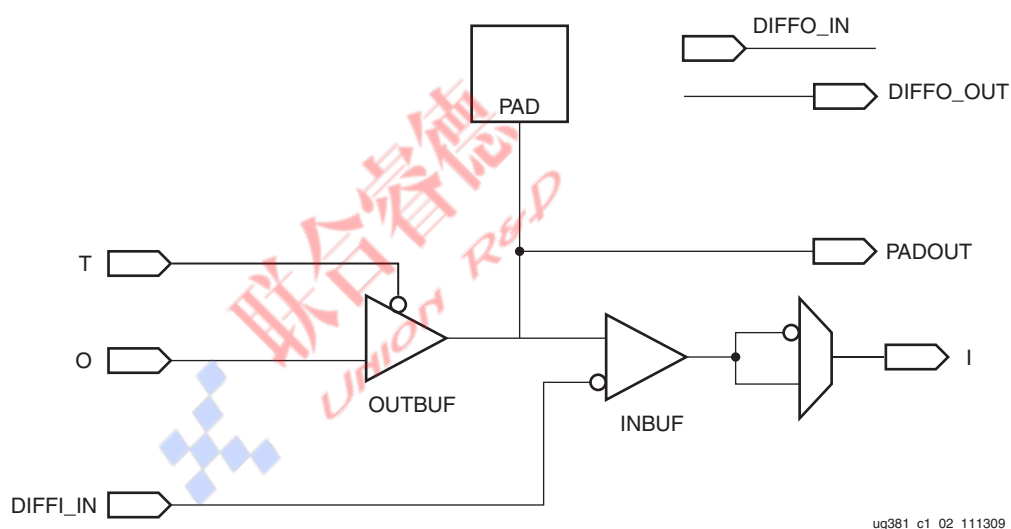 DIFFO_IN
DIFFO_OUT
PAD
PADOUT
T
O
OUTBUF
INBUF
I
DIFFI_IN
联合睿德
UNION R&D
ug381_c1_02_111309